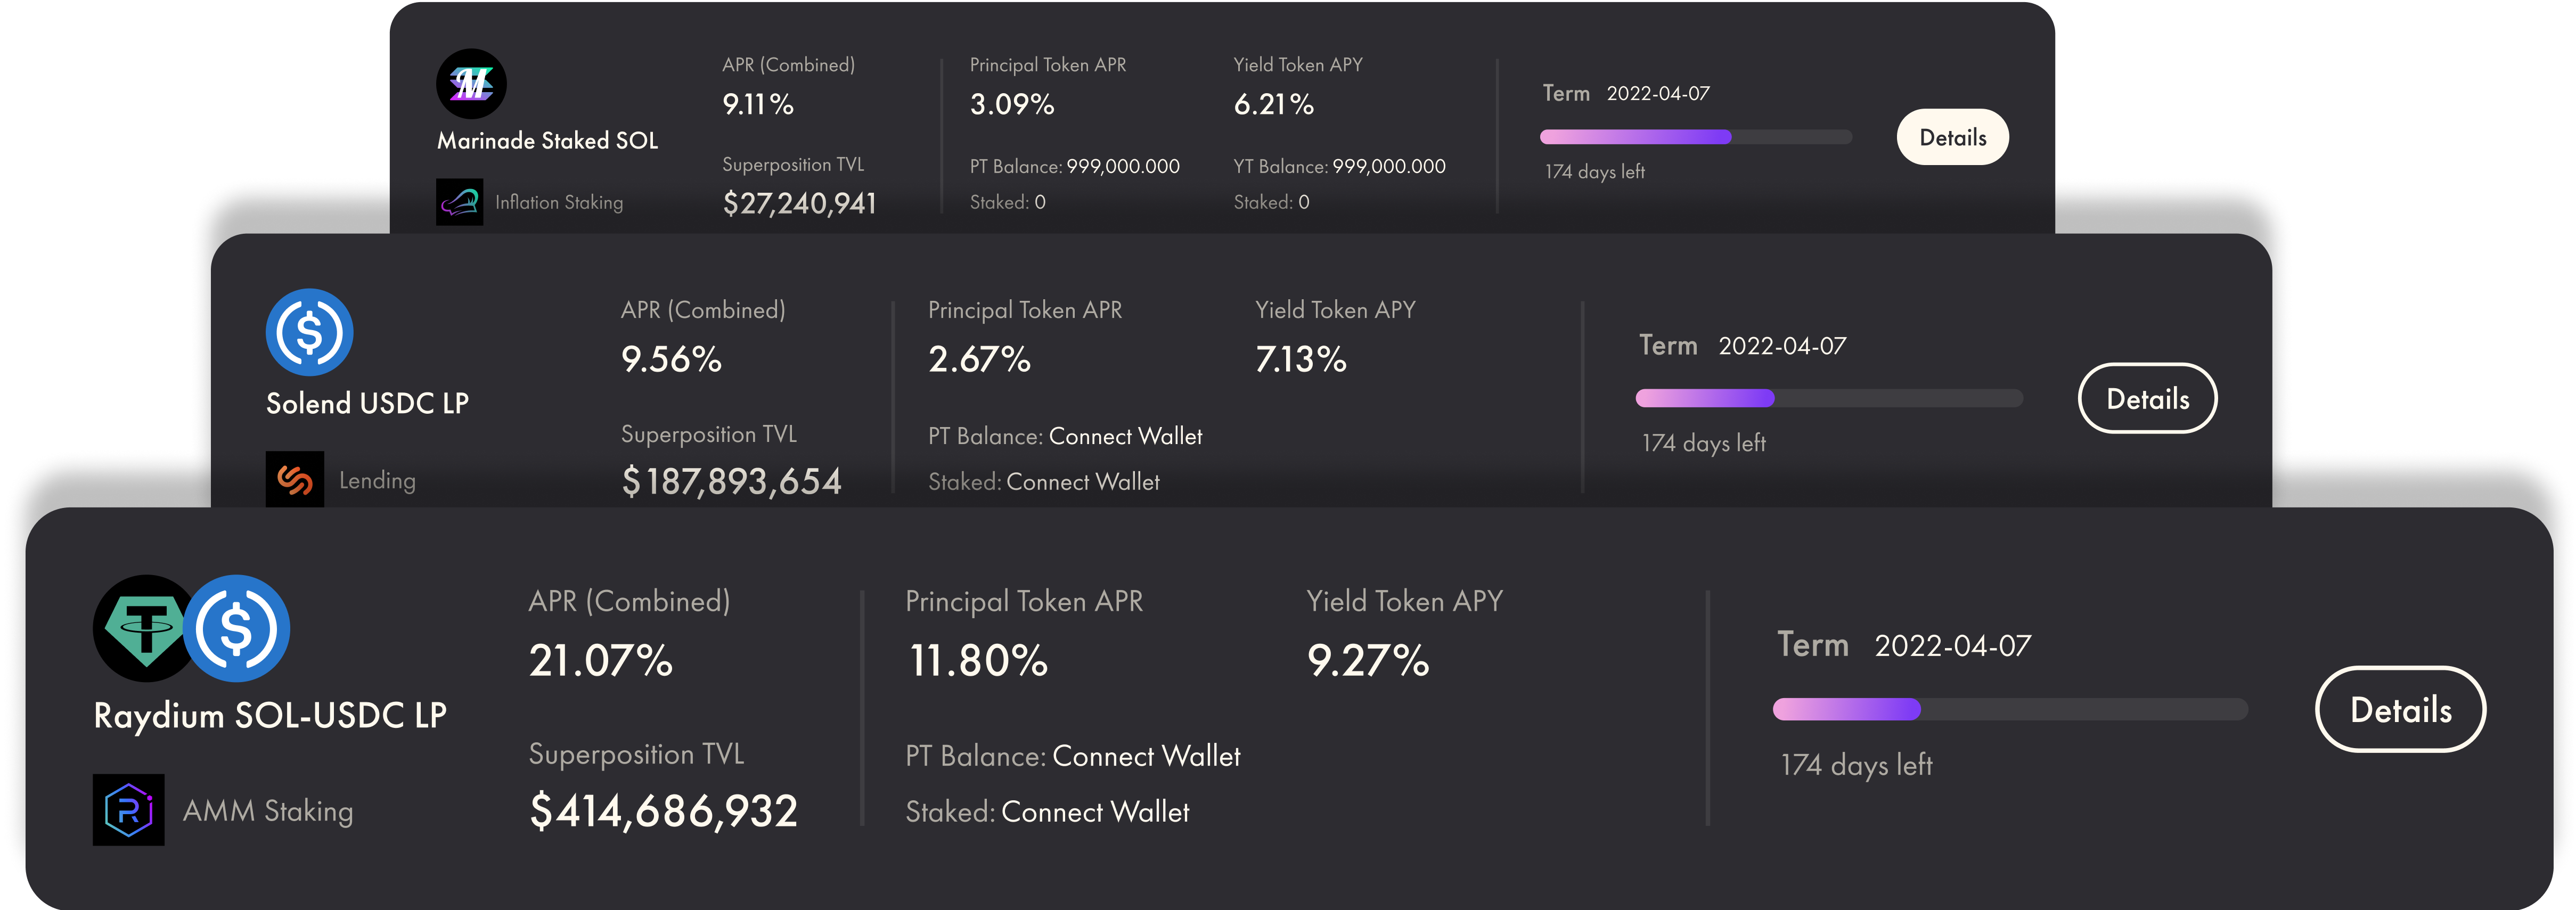 APR (Combined)
Principal Token APR
Yield Token APY
9.11%
3.09%
6.21%
Term 2022-04-07
Details
Marinade Staked SOL
Superposition TVL
PT Balance: 999,000.000
YT Balance: 999,000.000
174 days left
Inflation Staking
$27,240,941
Staked: 0
Staked: 0
APR (Combined)
Principal Token APR
Yield Token APY
9.56%
2.67%
7.13%
Term 2022-04-07
Details
Solend USDC LP
Superposition TVL
PT Balance: Connect Wallet
174 days left
Lending
$187,893,654
Staked: Connect Wallet
APR (Combined)
Principal Token APR
Yield Token APY
21.07%
11.80%
9.27%
Term 2022-04-07
Details
Raydium SOL-USDC LP
Superposition TVL
PT Balance: Connect Wallet
174 days left
AMM Staking
$414,686,932
Staked: Connect Wallet